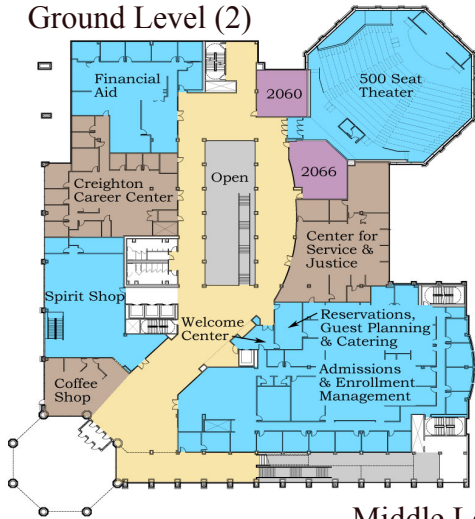 Ground Level (2)
Financial
Aid
2060
500 Seat
Theater
Creighton
Career Center
Open
2066
Center for
Service &
Justice
Spirit Shop
Welcome
Center
Reservations,
Guest Planning
& Catering
Admissions
& Enrollment
Management
Coffee
Shop